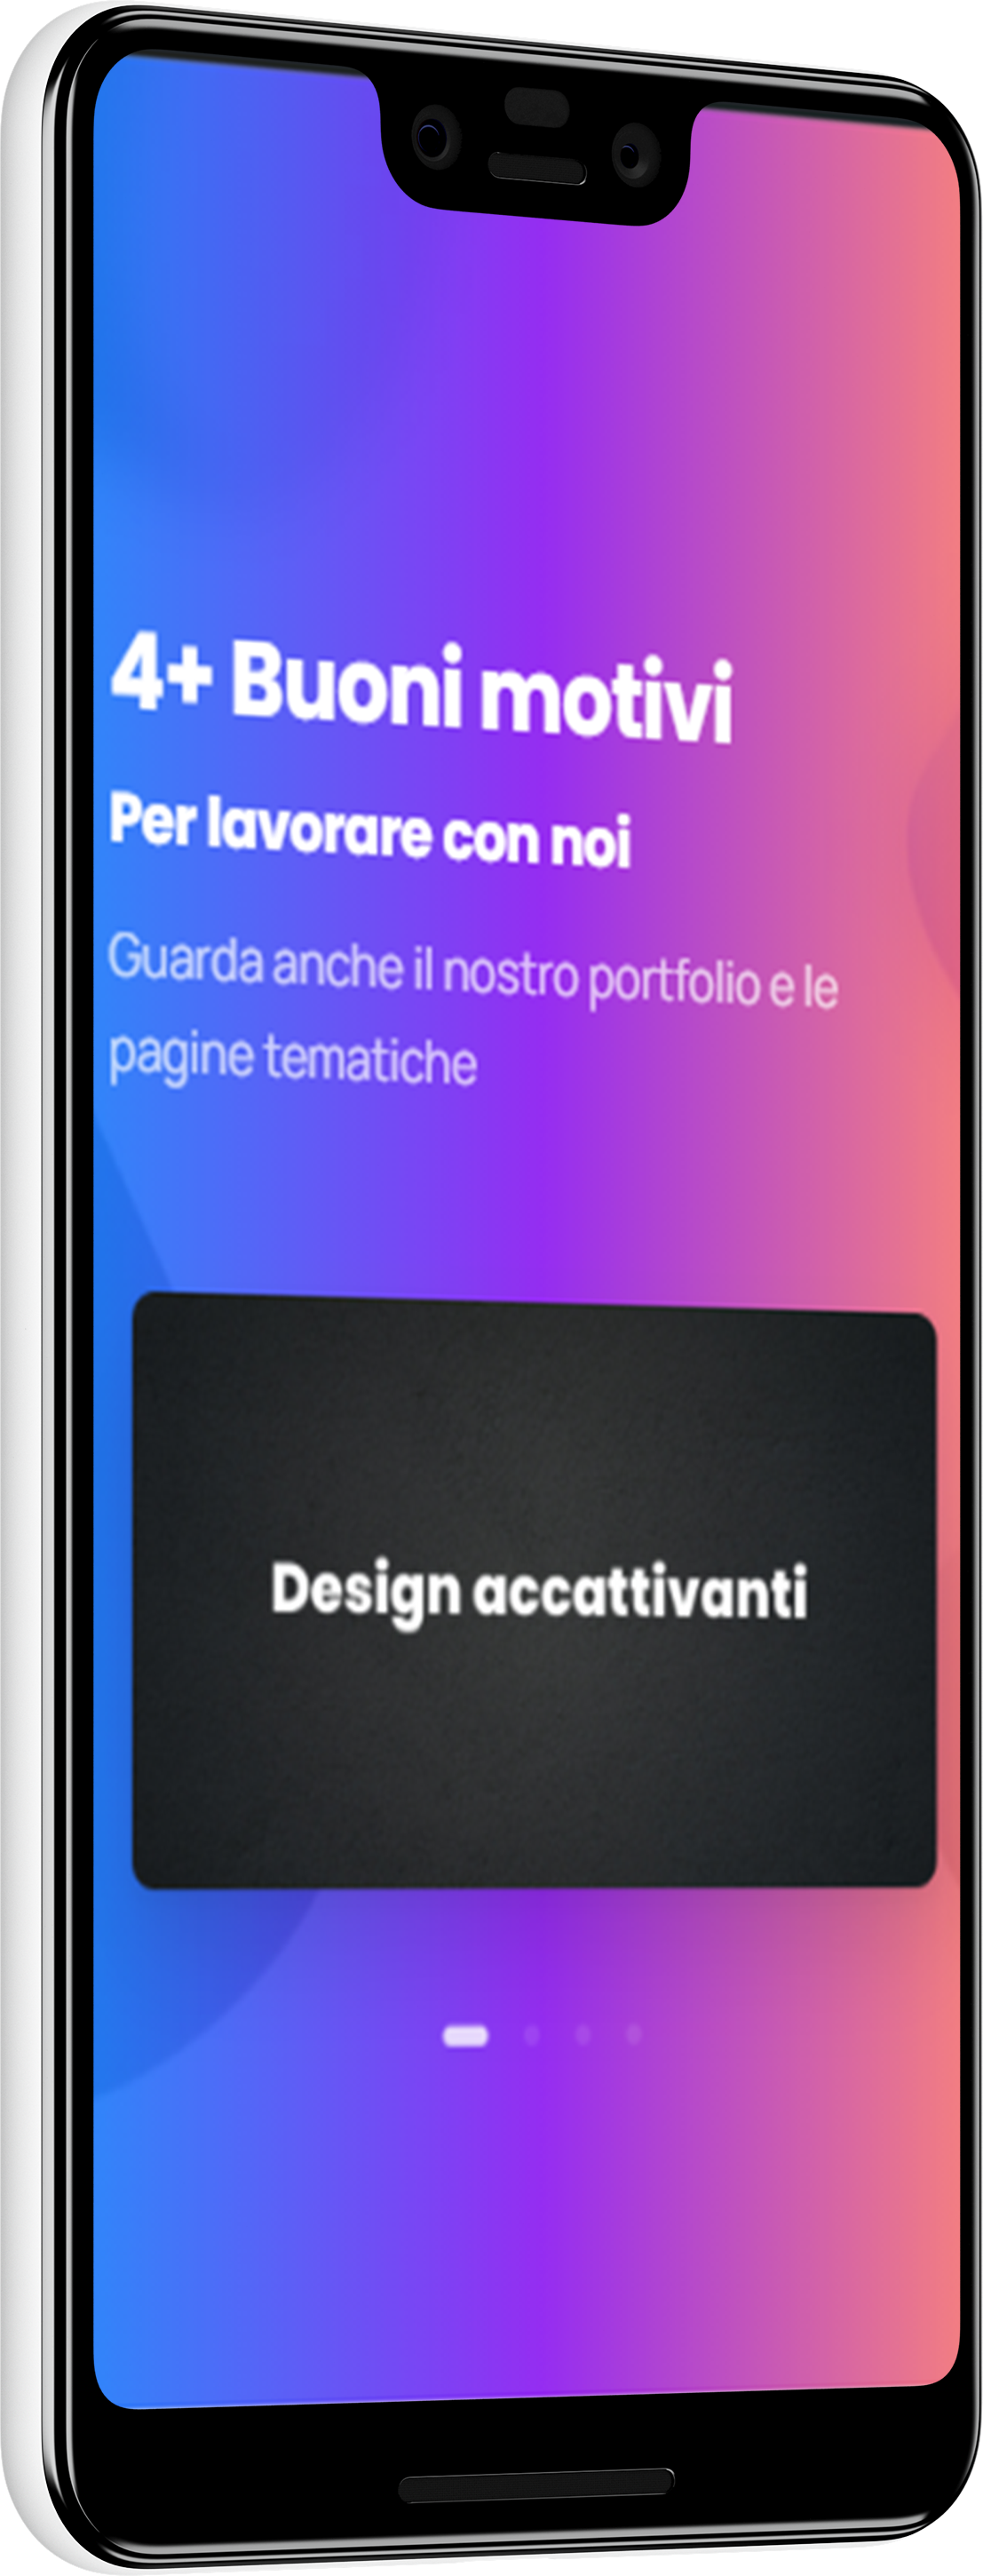 4+ Buoni motivi
Per lavorare con noi
Guarda anche il nostro portfolio e le
pagine tematiche
Design accattivanti